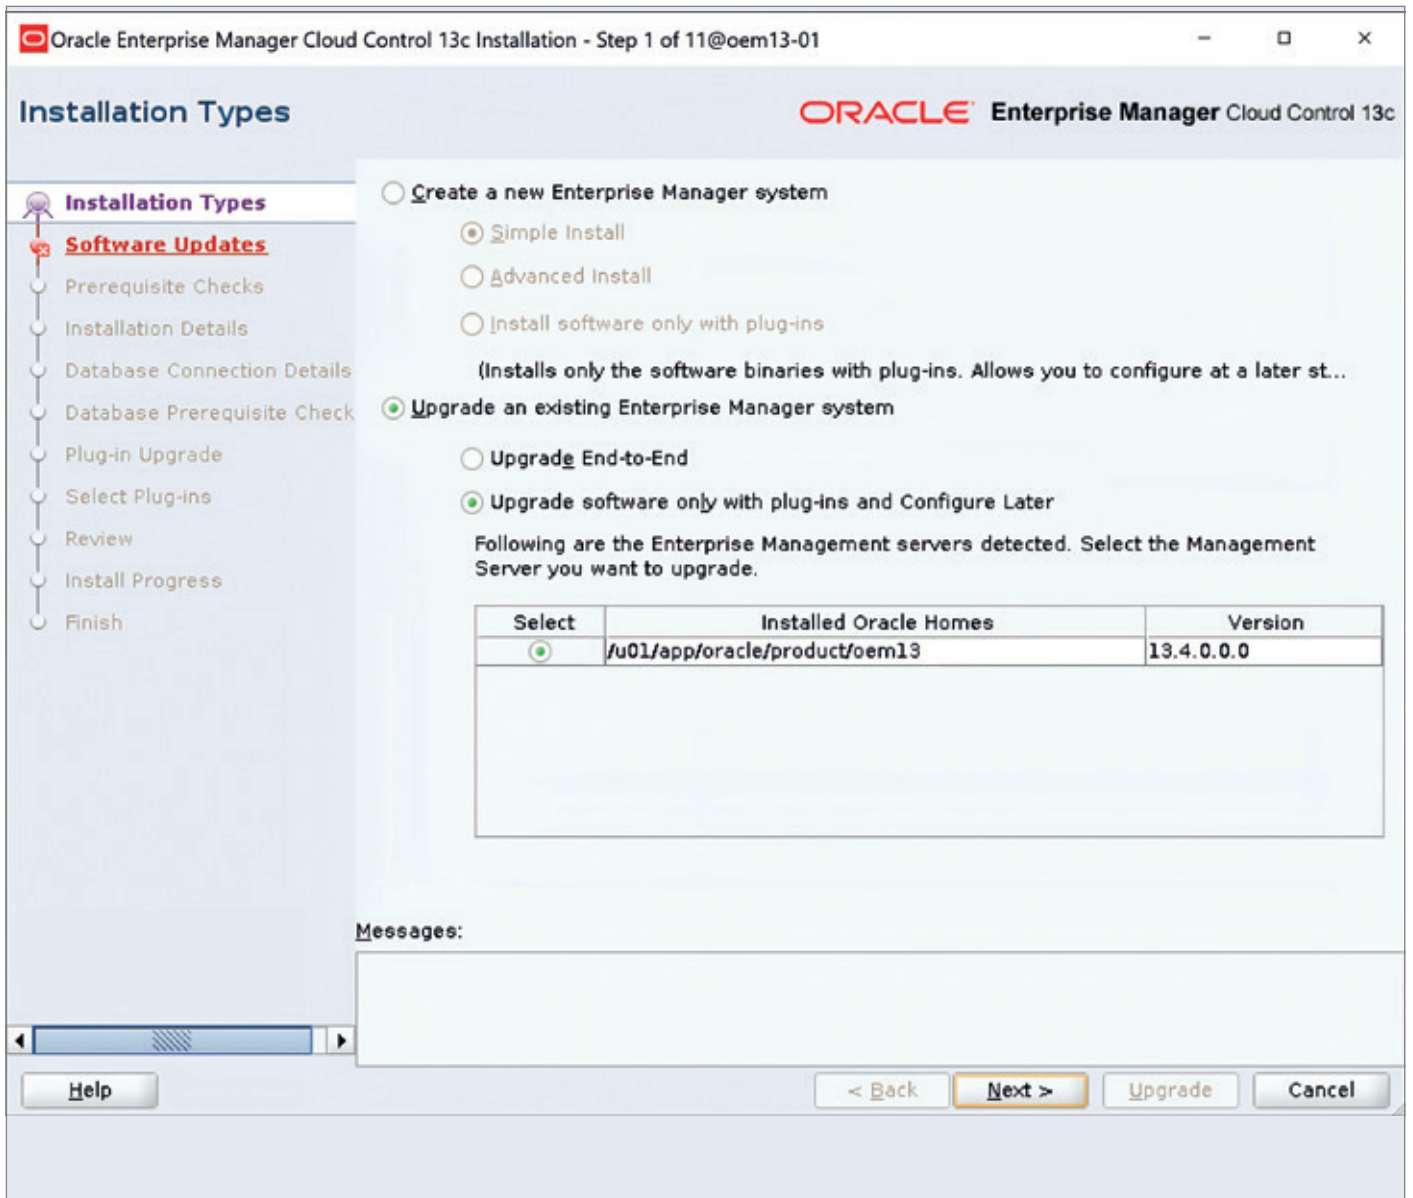 Oracle Enterprise Manager Cloud Control 13c Installation - Step 1 of 11@oem13-01
Installation Types
ORACLE Enterprise Manager Cloud Control 13c
Installation Types
Software Updates
Prerequisite Checks
Installation Details
Database Connection Details
Database Prerequisite Check
Plug-in Upgrade
Select Plug-ins
Review
Install Progress
Finish
Create a new Enterprise Manager system
Simple Install
Advanced Install
Install software only with plug-ins
(Installs only the software binaries with plug-ins. Allows you to configure at a later st...
Upgrade an existing Enterprise Manager system
Upgrade End-to-End
Upgrade software only with plug-ins and Configure Later
Following are the Enterprise Management servers detected. Select the Management
Server you want to upgrade.
Select Installed Oracle Homes Version
/u01/app/oracle/product/oem13 13.4.0.0.0
Messages:
Help < Back Next > Upgrade Cancel